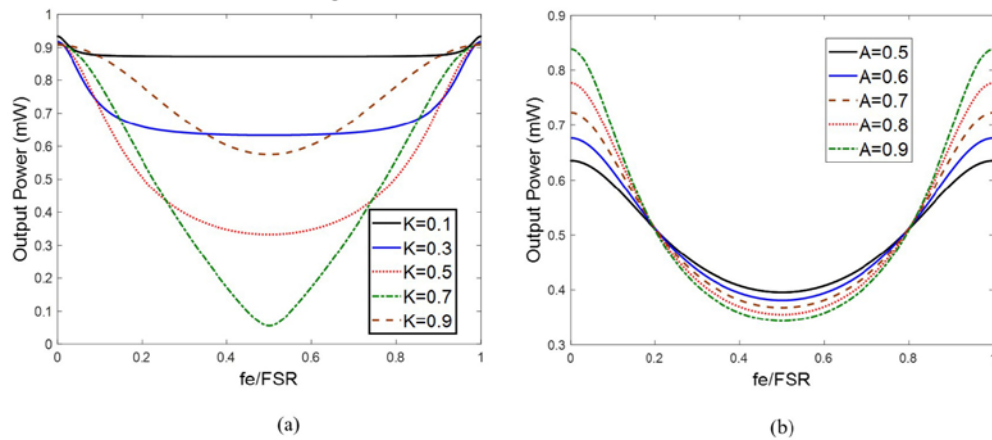 1
0.9
0.8
0.7
0.6
0.5
0.4
0.3
0.2
0.1
0
Output Power (mW)
0 0.2 0.4 0.6 0.8 1
fe/FSR
K=0.1
K=0.3
K=0.5
K=0.7
K=0.9
(a)
0.9
0.8
0.7
0.6
0.5
0.4
0.3
Output Power (mW)
0 0.2 0.4 0.6 0.8 1
fe/FSR
A=0.5
A=0.6
A=0.7
A=0.8
A=0.9
(b)